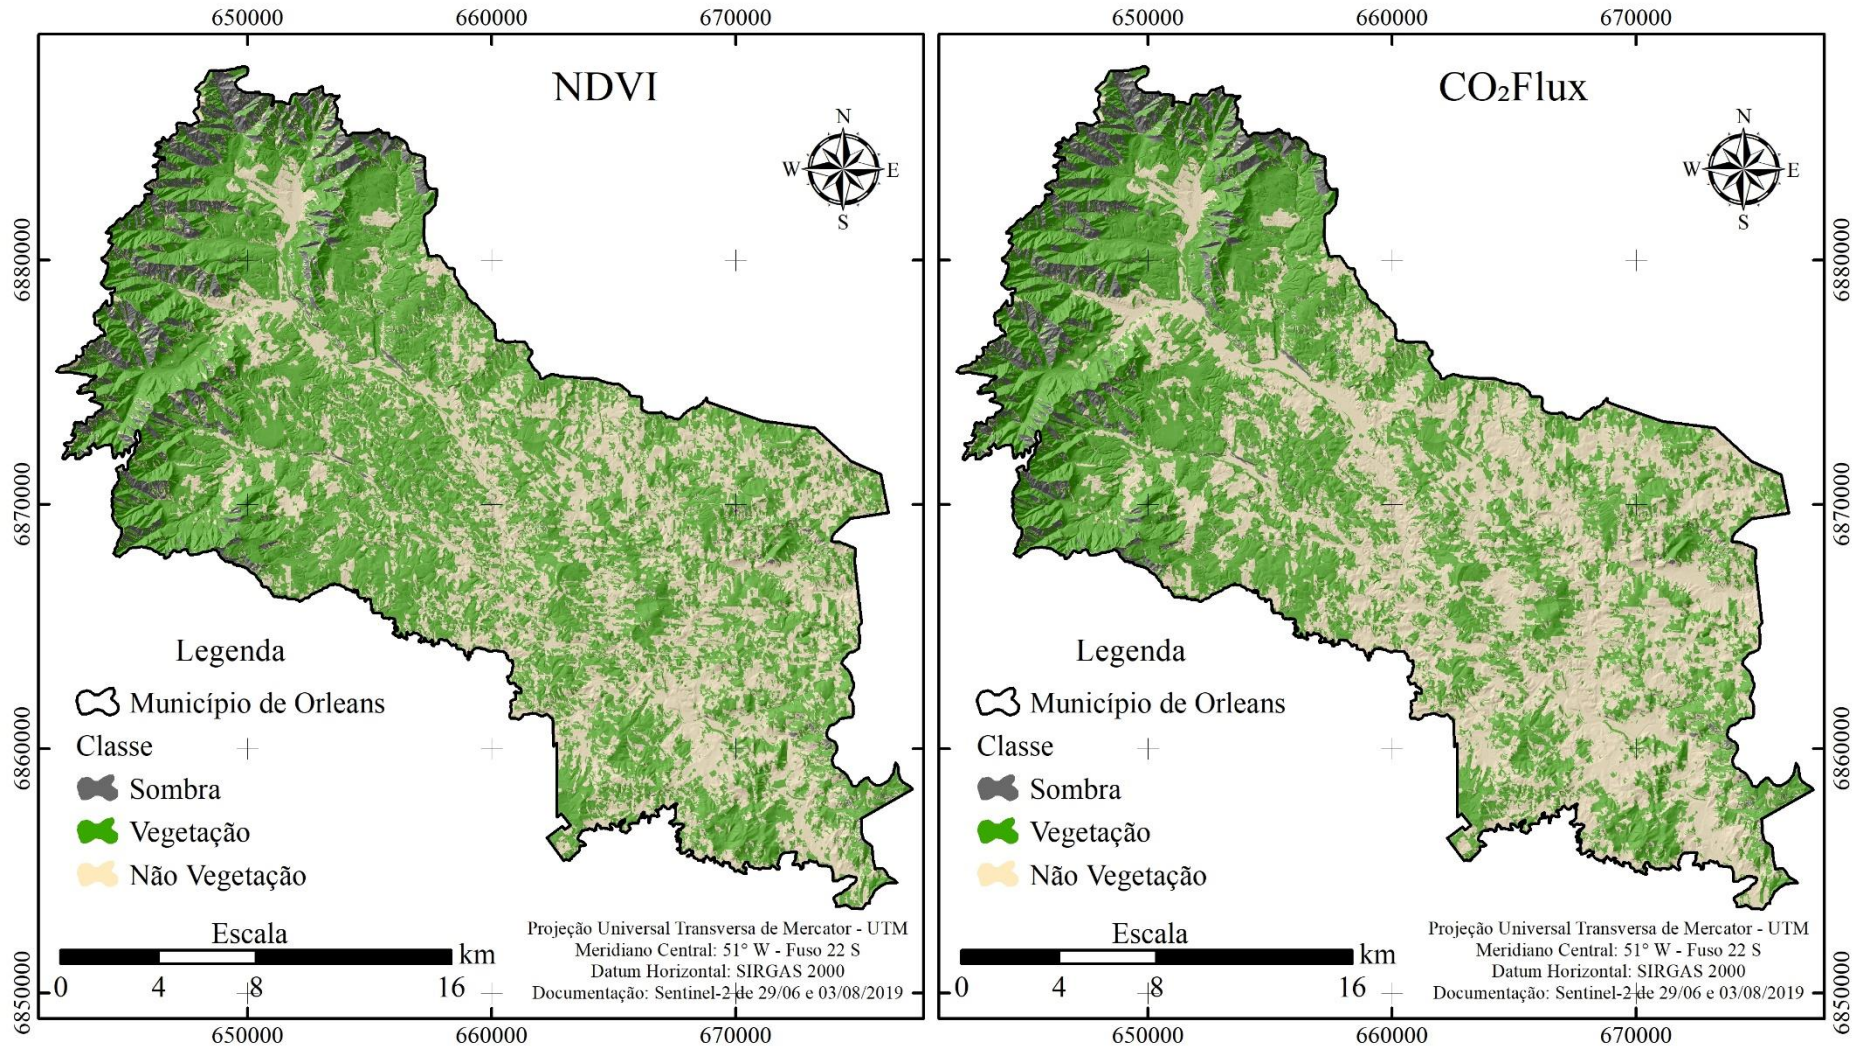 650000 660000 670000
NDVI
N
W E
S
6880000
6870000
6860000
6850000
Legenda
Município de Orleans
Classe
Sombra
Vegetação
Não Vegetação
Escala
km
0 4 8 16
Projeção Universal Transversa de Mercator - UTM
Meridiano Central: 51° W - Fuso 22 S
Datum Horizontal: SIRGAS 2000
Documentação: Sentinel-2 de 29/06 e 03/08/2019
650000 660000 670000
650000 660000 670000
CO₂Flux
N
W E
S
6880000
6870000
6860000
6850000
Legenda
Município de Orleans
Classe
Sombra
Vegetação
Não Vegetação
Escala
km
0 4 8 16
Projeção Universal Transversa de Mercator - UTM
Meridiano Central: 51° W - Fuso 22 S
Datum Horizontal: SIRGAS 2000
Documentação: Sentinel-2 de 29/06 e 03/08/2019
650000 660000 670000